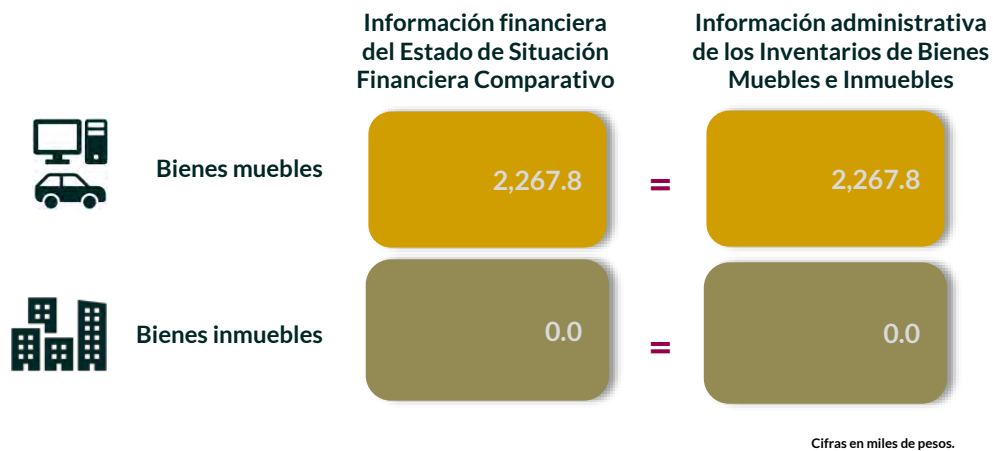 Información financiera
del Estado de Situación
Financiera Comparativo
Información administrativa
de los Inventarios de Bienes
Muebles e Inmuebles
Bienes muebles
2,267.8
=
2,267.8
Bienes inmuebles
0.0
=
0.0
Cifras en miles de pesos.